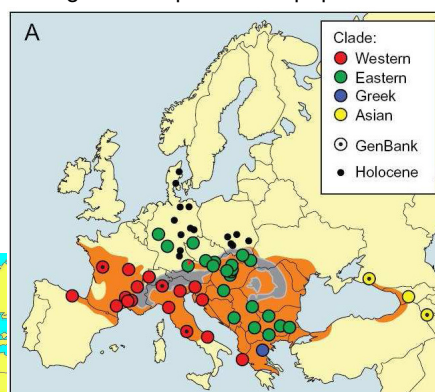 A
Clade:
Western
Eastern
Greek
Asian
GenBank
Holocene